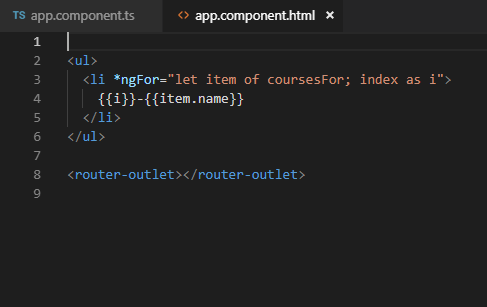 TS app.component.ts <> app.component.html ×
1
2 <ul>
3   <li *ngFor="let item of coursesFor; index as i">
4     {{i}}-{{item.name}}
5   </li>
6 </ul>
7
8 <router-outlet></router-outlet>
9